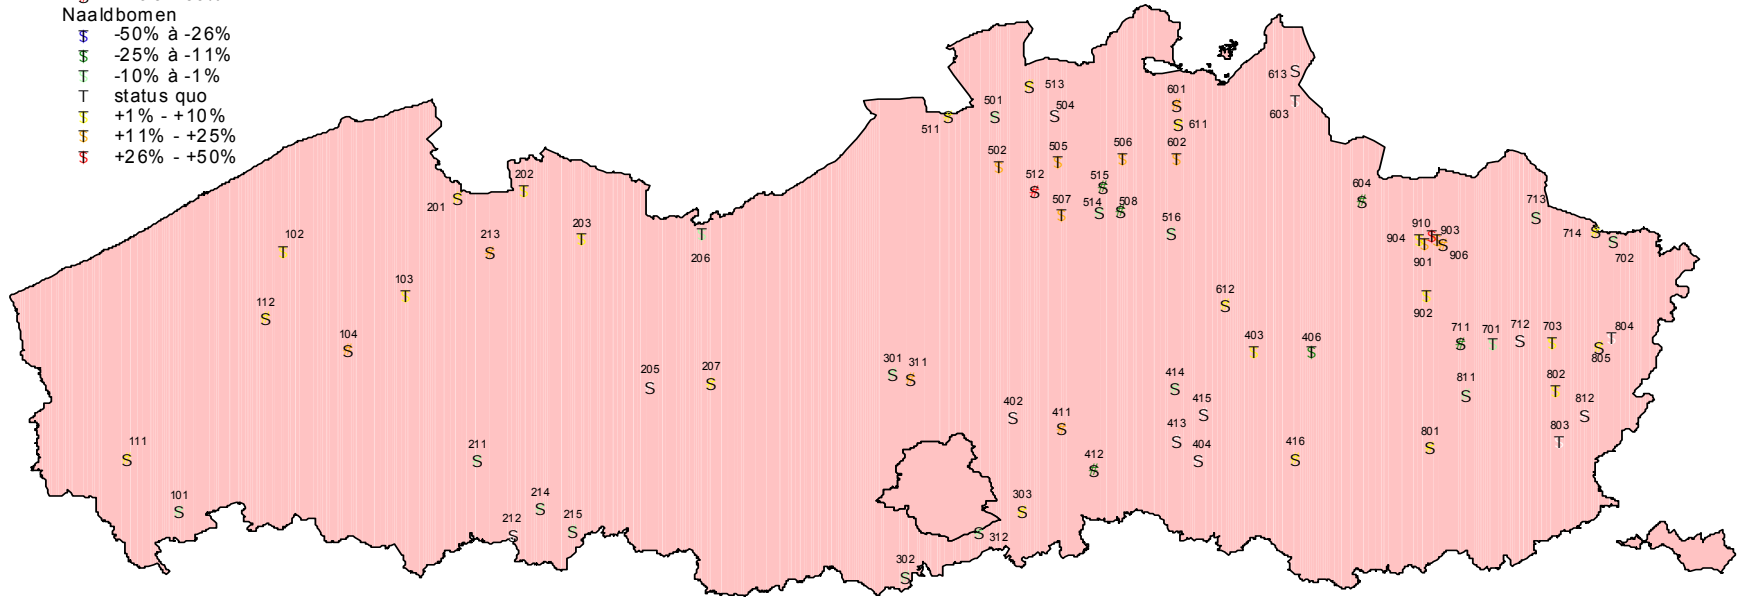 Naaldbomen
-50% à -26%
-25% à -11%
T -10% à -1%
T status quo
T +1% - +10%
T +11% - +25%
+26% - +50%
613 S
T 603
513 S
501 S
504 S
511 S
601 S
611 S
502 T
505 T
506 T
602 T
512 S
515 S
507 T
514 S
508 S
516 S
604 S
713 S
714 S
702 S
910 T
903 T
904
906 S
901 T
902 T
202 T
201 S
102 T
213 S
203 T
206 T
103 T
112 S
104 S
612 S
403 T
406 T
711 S
701 T
712 S
703 T
804 T
805 S
205 S
207 S
301 S
311 S
414 S
415 S
811 S
802 T
812 S
402 S
411 S
413 S
404 S
416 S
801 S
803 T
111 S
211 S
412 S
101 S
214 S
212 S
215 S
303 S
312 S
302 S